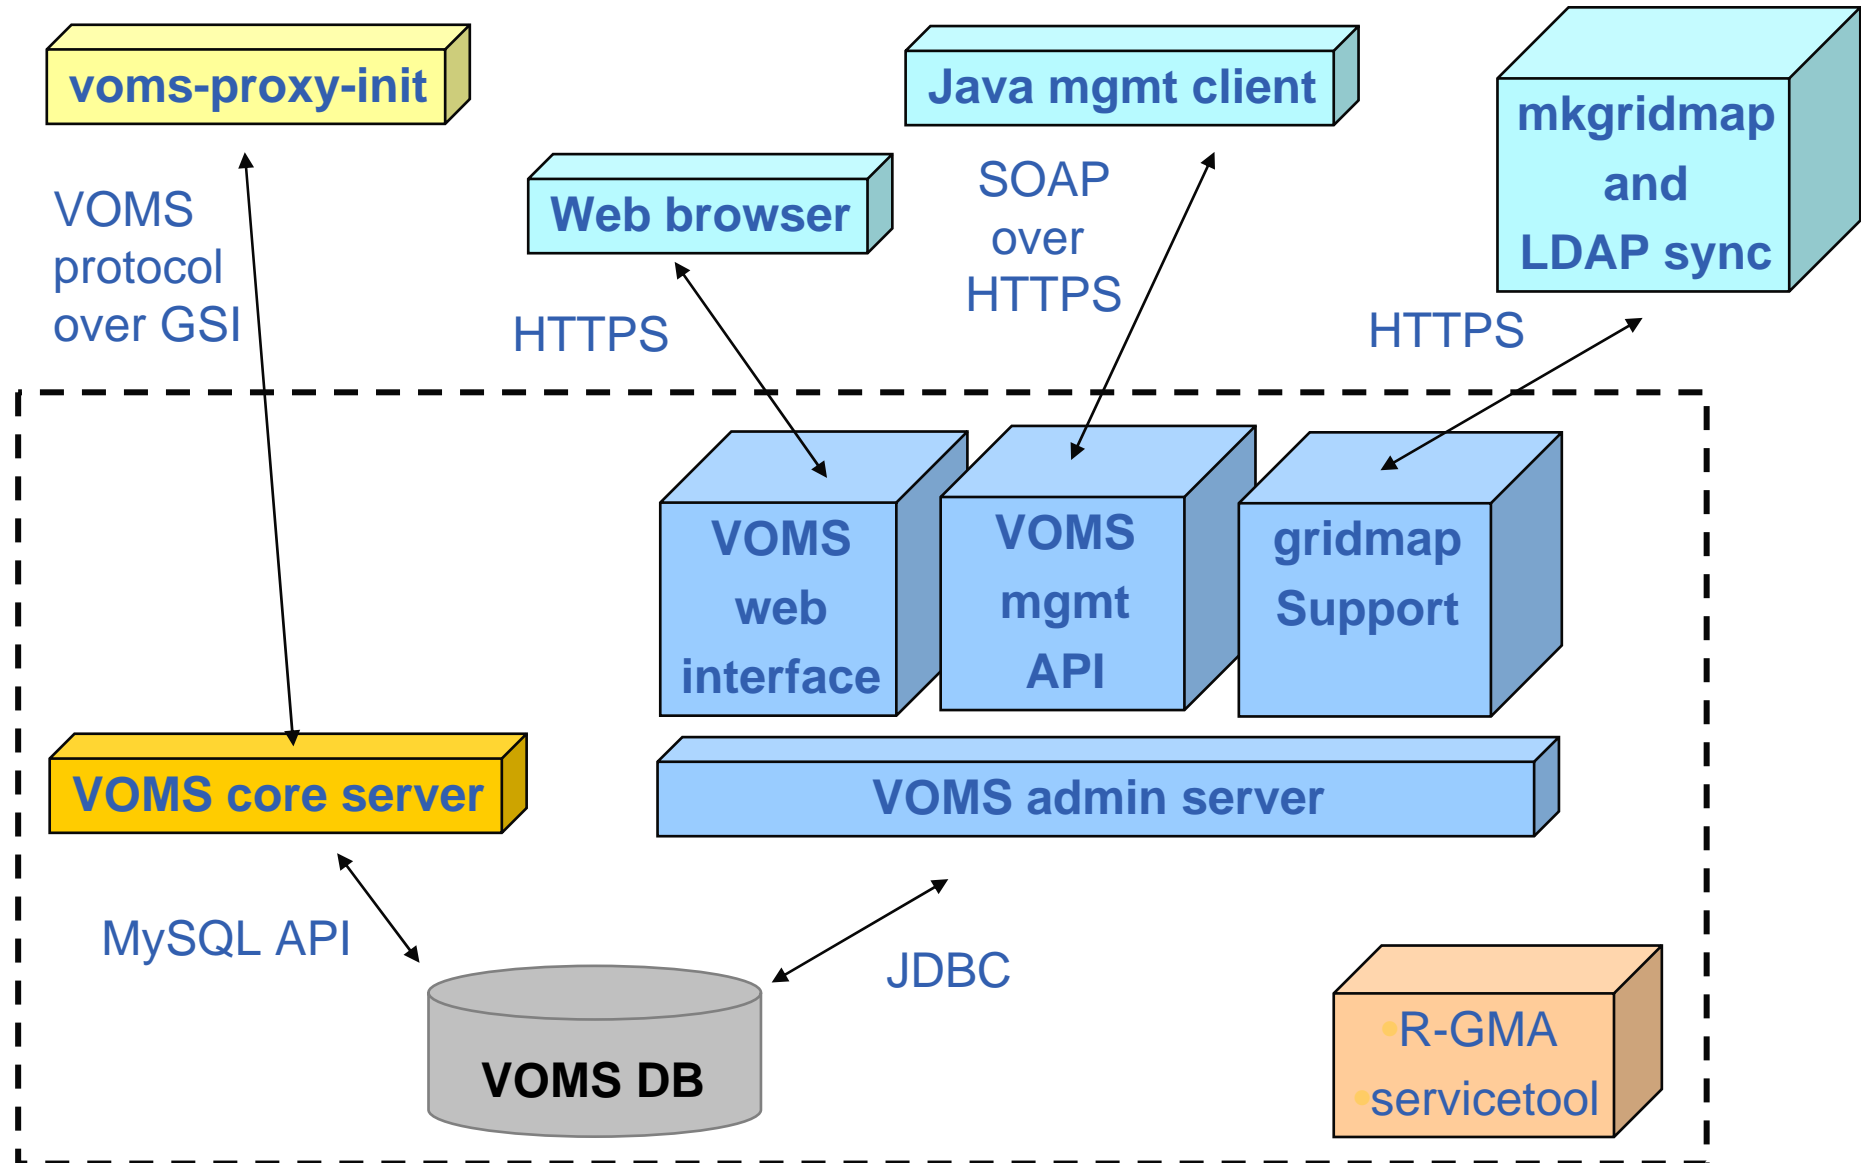 voms-proxy-init
Java mgmt client
mkgridmap
and
LDAP sync
Web browser
VOMS
protocol
over GSI
HTTPS
SOAP
over
HTTPS
HTTPS
VOMS
web
interface
VOMS
mgmt
API
gridmap
Support
VOMS core server
VOMS admin server
MySQL API
JDBC
VOMS DB
•R-GMA
•servicetool